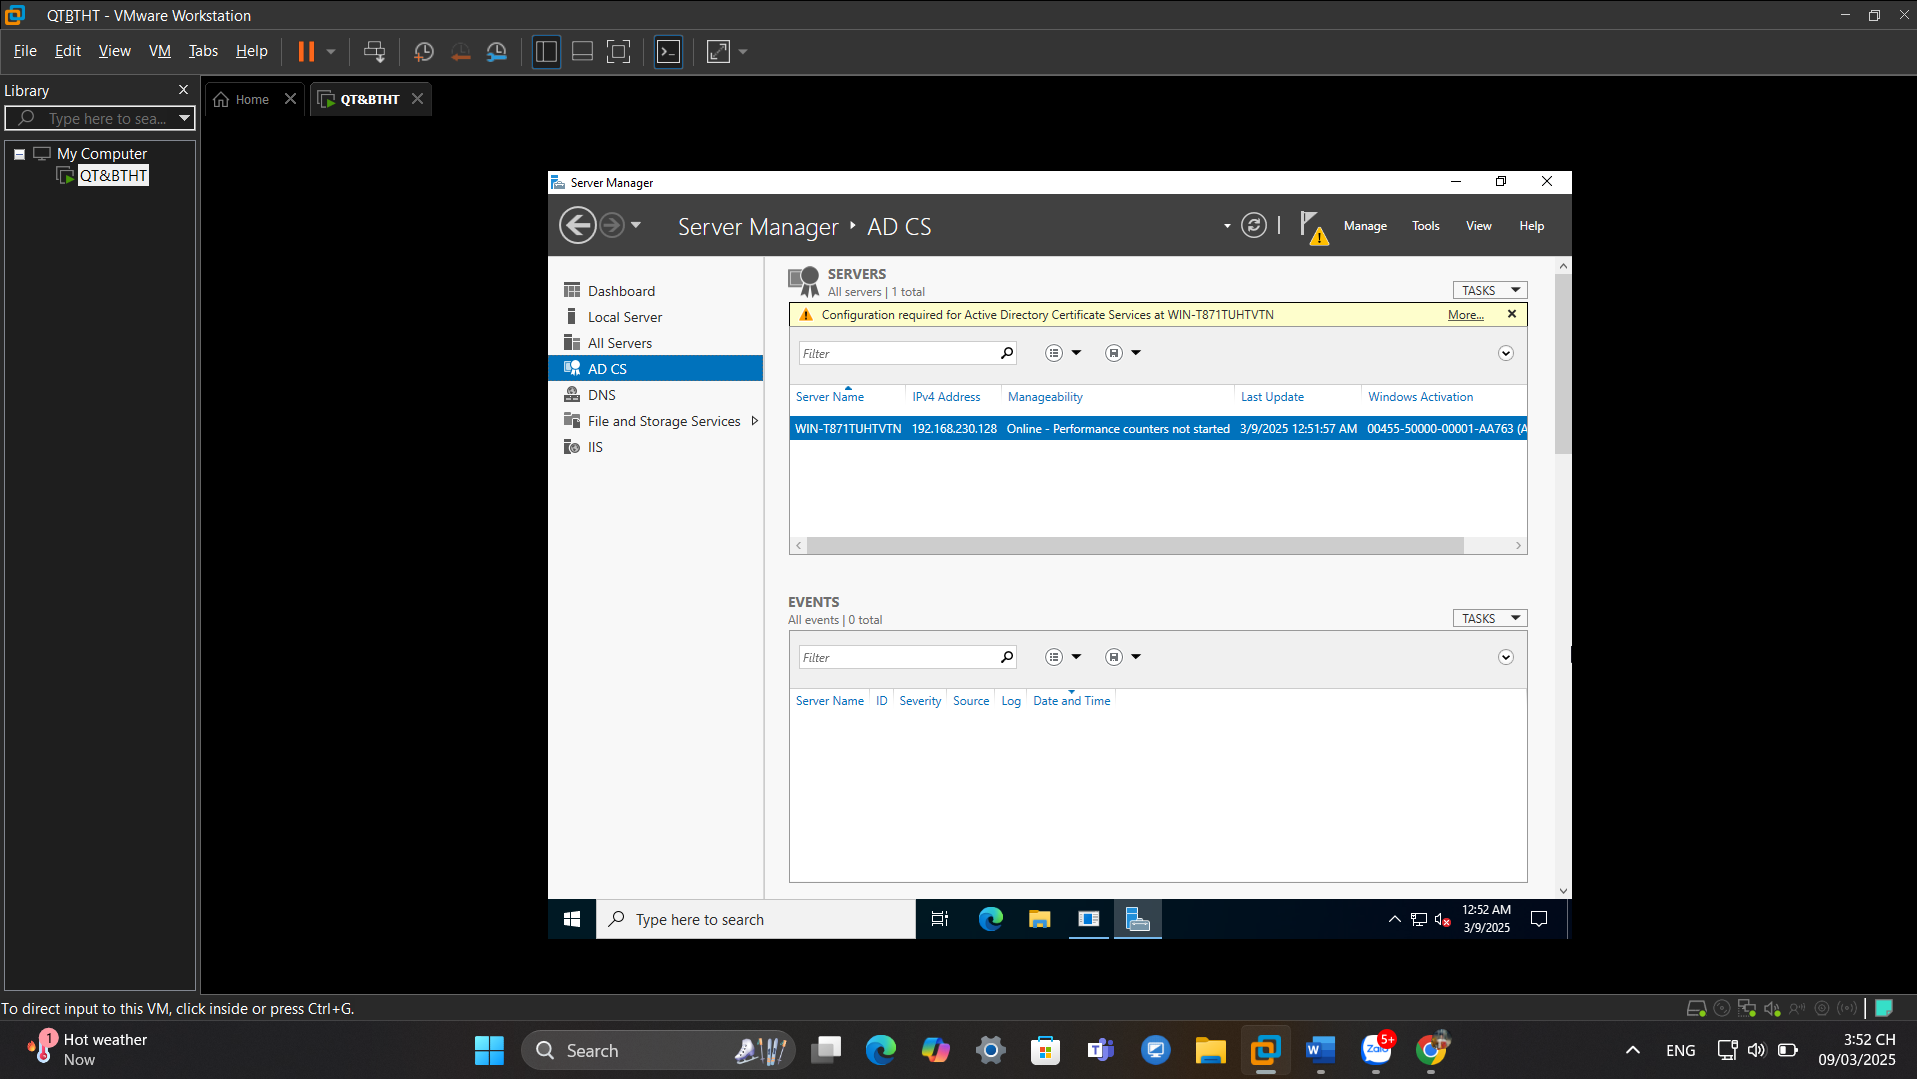 QTBTHT - VMware Workstation
File Edit View VM Tabs Help
Library
Type here to sea...
My Computer
QT&BTHT
Home
QT&BTHT
Server Manager
Server Manager AD CS
Manage Tools View Help
Dashboard
Local Server
All Servers
AD CS
DNS
File and Storage Services
IIS
SERVERS
All servers | 1 total
TASKS
Configuration required for Active Directory Certificate Services at WIN-T871TUHTVTN
More...
Filter
Server Name IPv4 Address Manageability Last Update Windows Activation
WIN-T871TUHTVTN 192.168.230.128 Online - Performance counters not started 3/9/2025 12:51:57 AM 00455-50000-00001-AA763 (A
EVENTS
All events | 0 total
TASKS
Filter
Server Name ID Severity Source Log Date and Time
Type here to search
12:52 AM
3/9/2025
To direct input to this VM, click inside or press Ctrl+G.
1
Hot weather
Now
Search
Zalo
5+
ENG
3:52 CH
09/03/2025